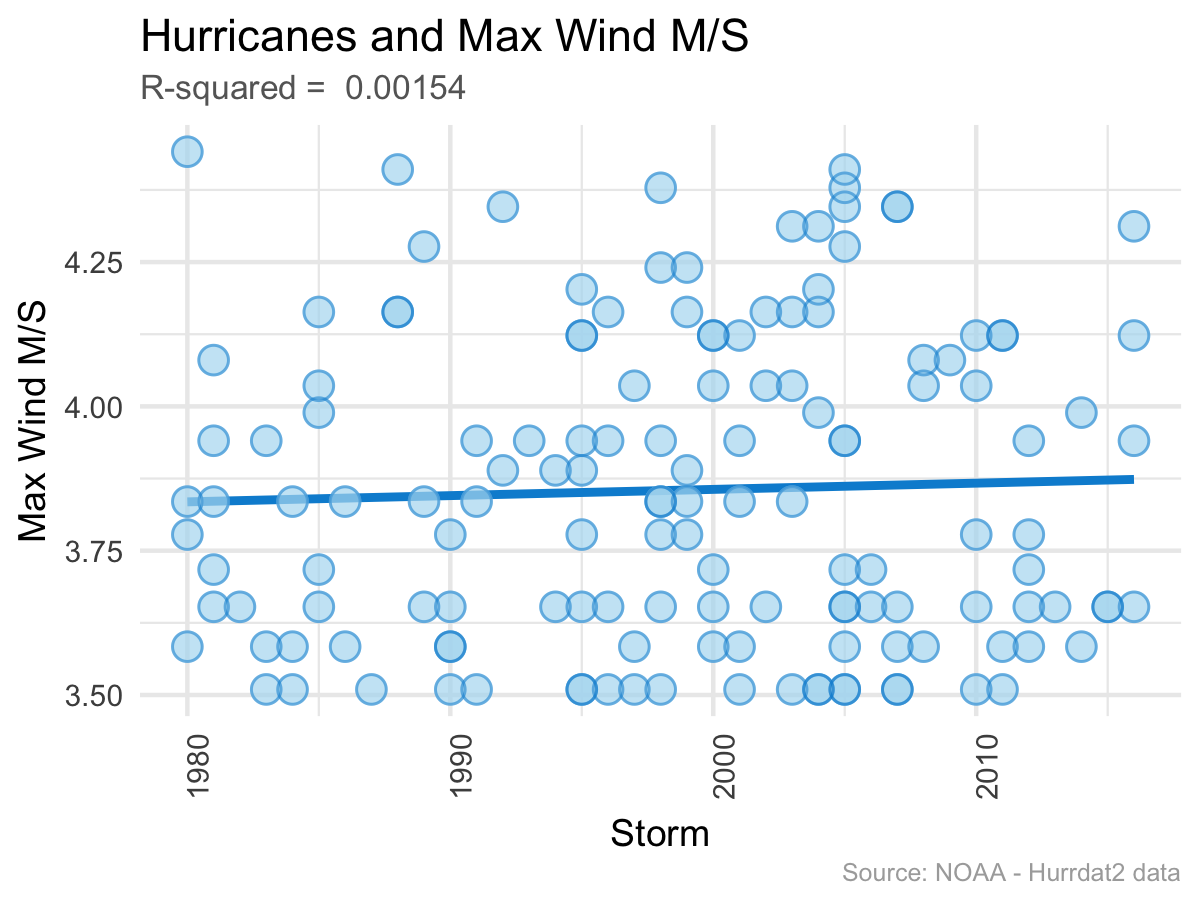 Hurricanes and Max Wind M/S
R-squared =  0.00154
Max Wind M/S
4.25
4.00
3.75
3.50
1980
1990
2000
2010
Storm
Source: NOAA - Hurrdat2 data